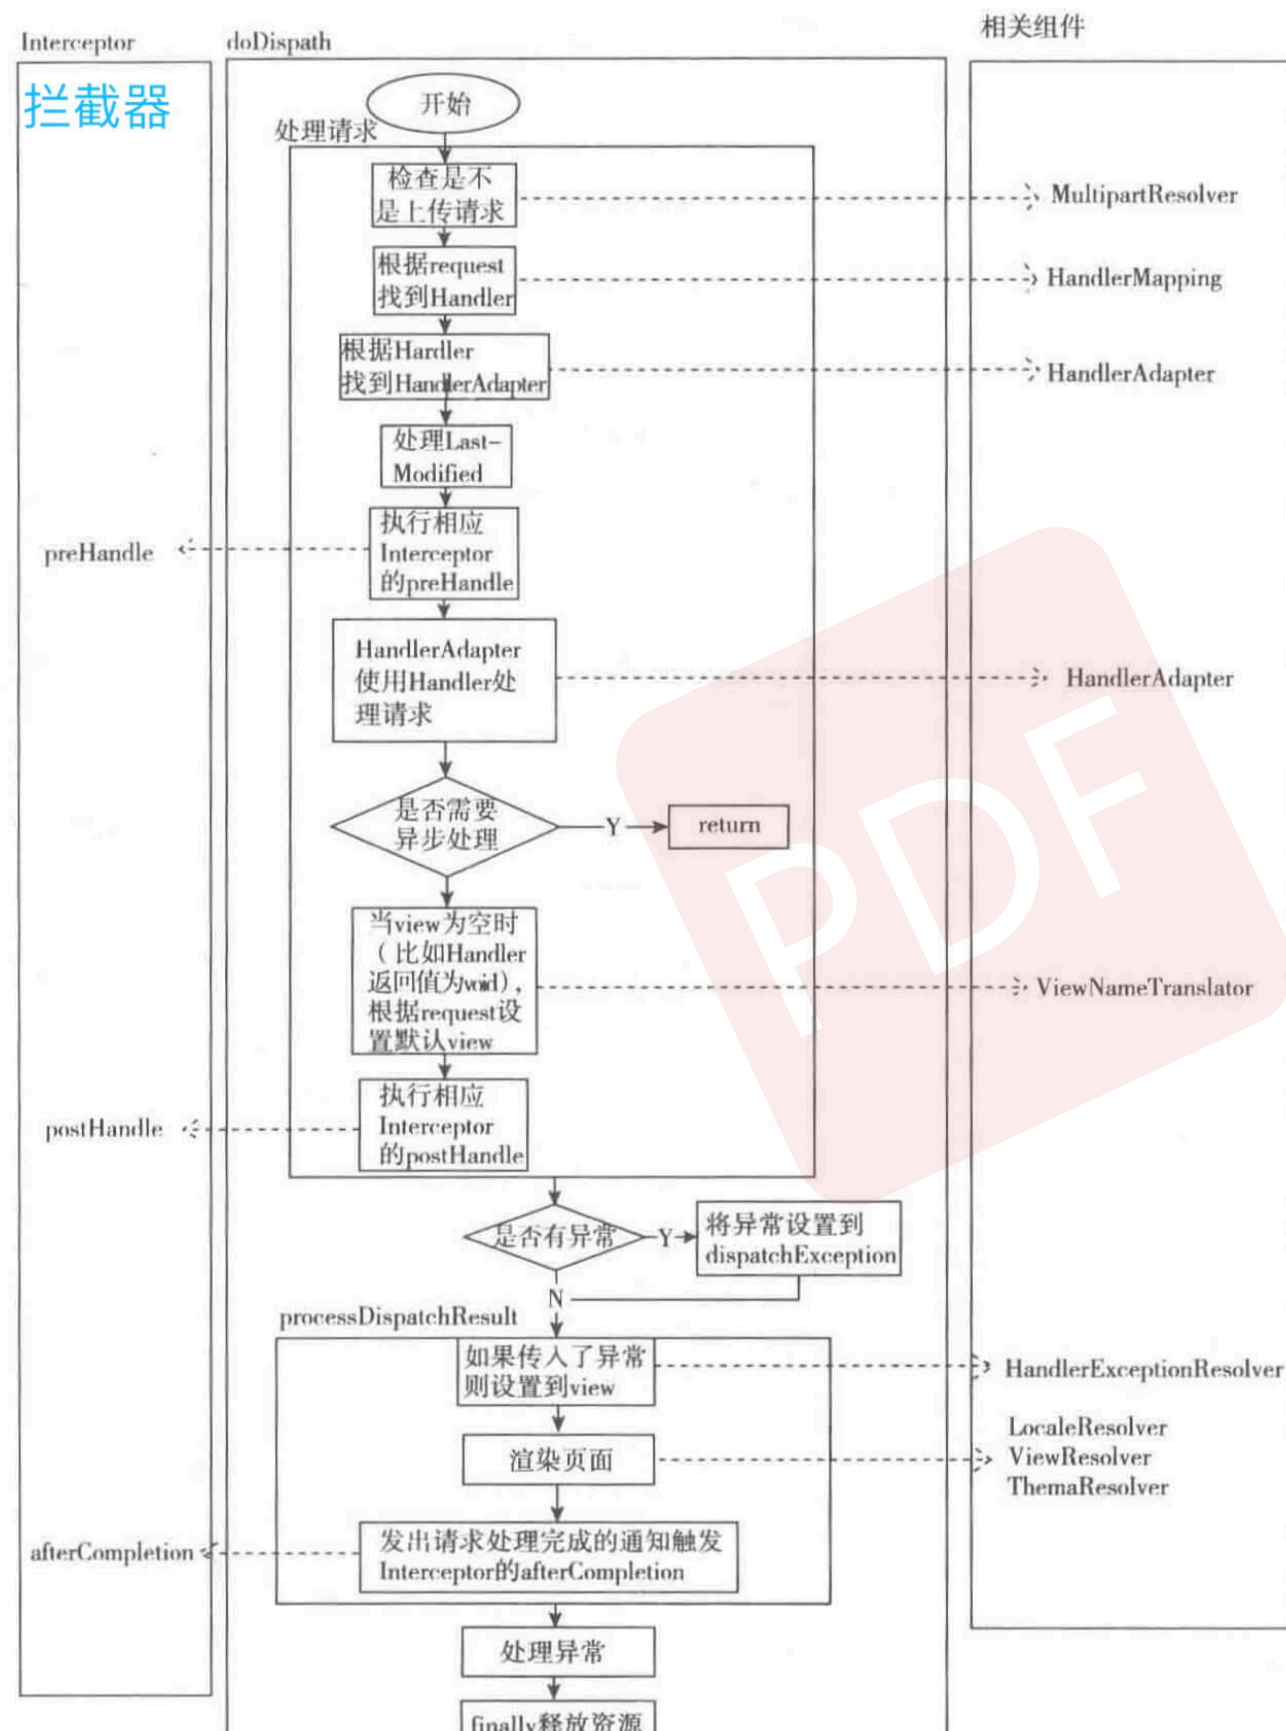 Interceptor
doDispath
相关组件
拦截器
开始
处理请求
检查是不
是上传请求
MultipartResolver
根据request
找到Handler
HandlerMapping
根据Hardler
找到HandlerAdapter
HandlerAdapter
处理Last-
Modified
执行相应
Interceptor
的preHandle
preHandle
HandlerAdapter
使用Handler处
理请求
HandlerAdapter
是否需要
异步处理
Y
return
当view为空时
(比如Handler
返回值为void),
根据request设
置默认view
ViewNameTranslator
执行相应
Interceptor
的postHandle
postHandle
是否有异常
Y
将异常设置到
dispatchException
N
processDispatchResult
如果传入了异常
则设置到view
HandlerExceptionResolver
渲染页面
LocaleResolver
ViewResolver
ThemaResolver
发出请求处理完成的通知触发
Interceptor的afterCompletion
afterCompletion
处理异常
finally释放资源
PDF